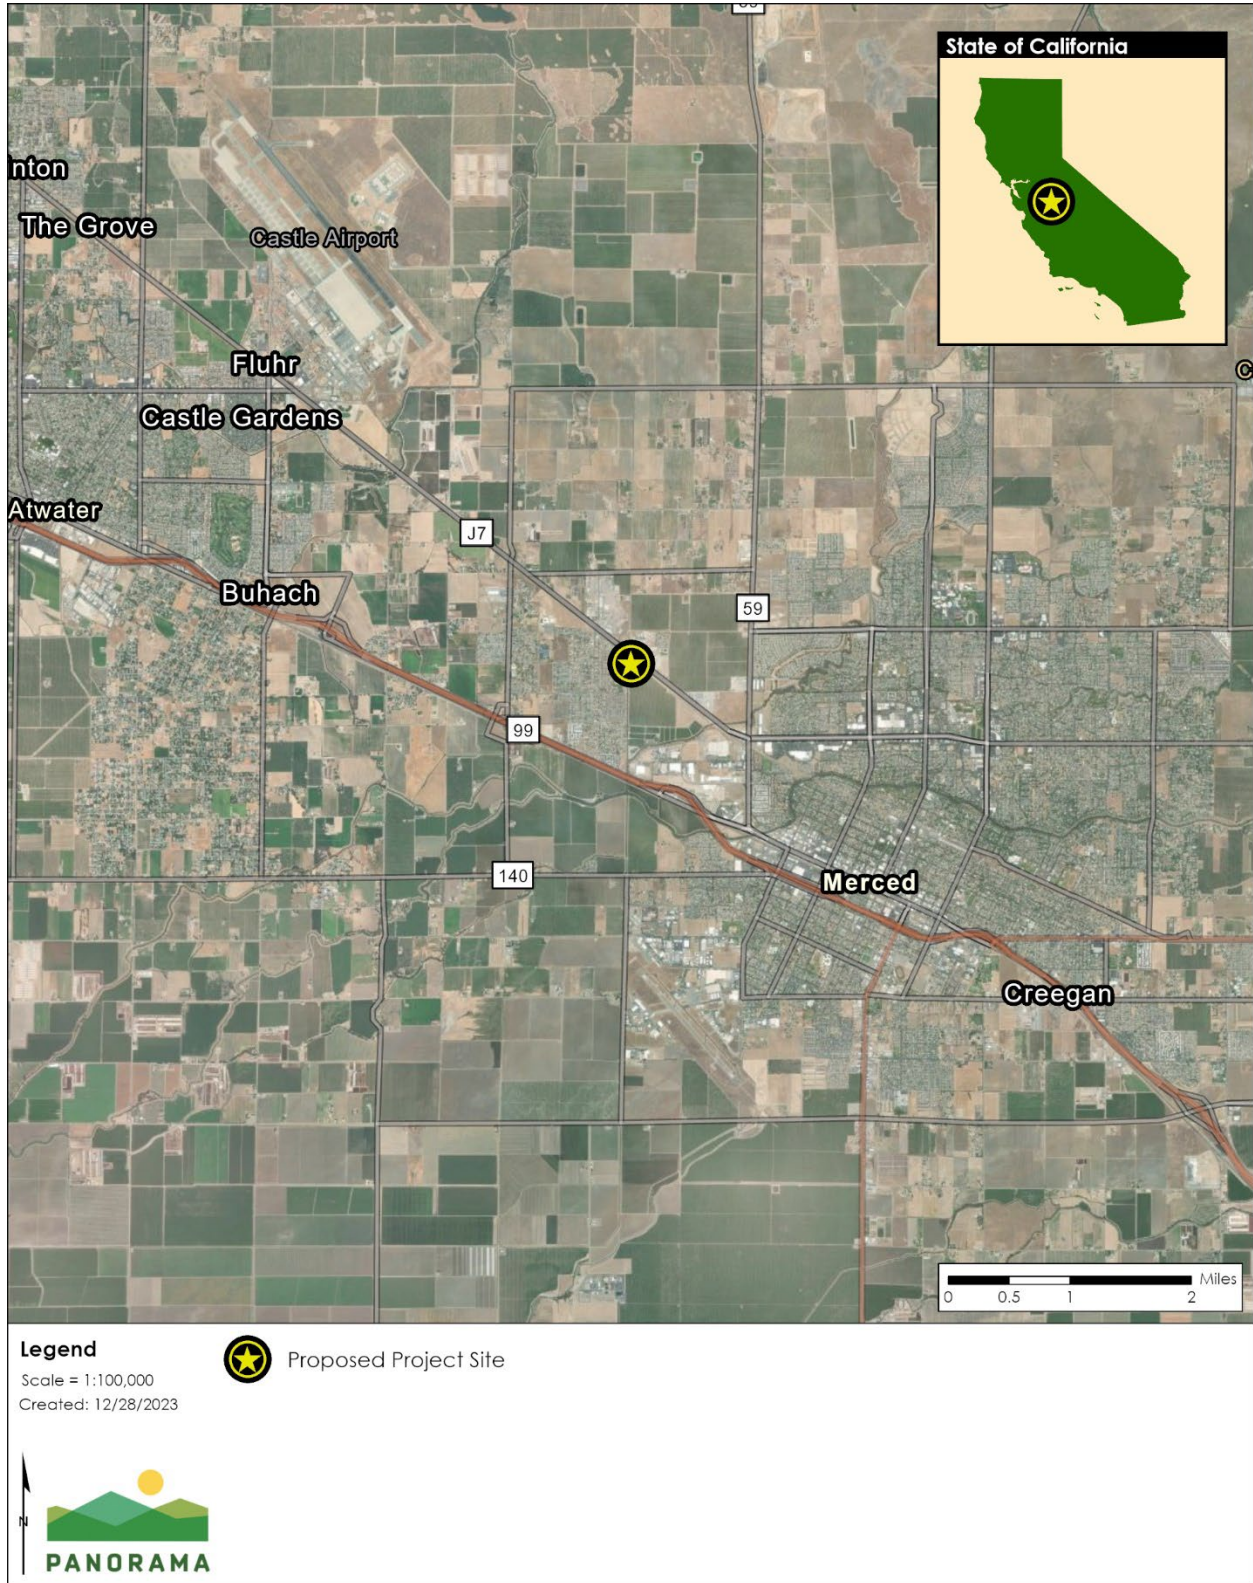 State of California
inton
The Grove
Castle Airport
Fluhr
Castle Gardens
Atwater
J7
Buhach
59
99
140
Merced
Creegan
Miles
0 0.5 1 2
Legend
Proposed Project Site
Scale = 1:100,000
Created: 12/28/2023
N
PANORAMA